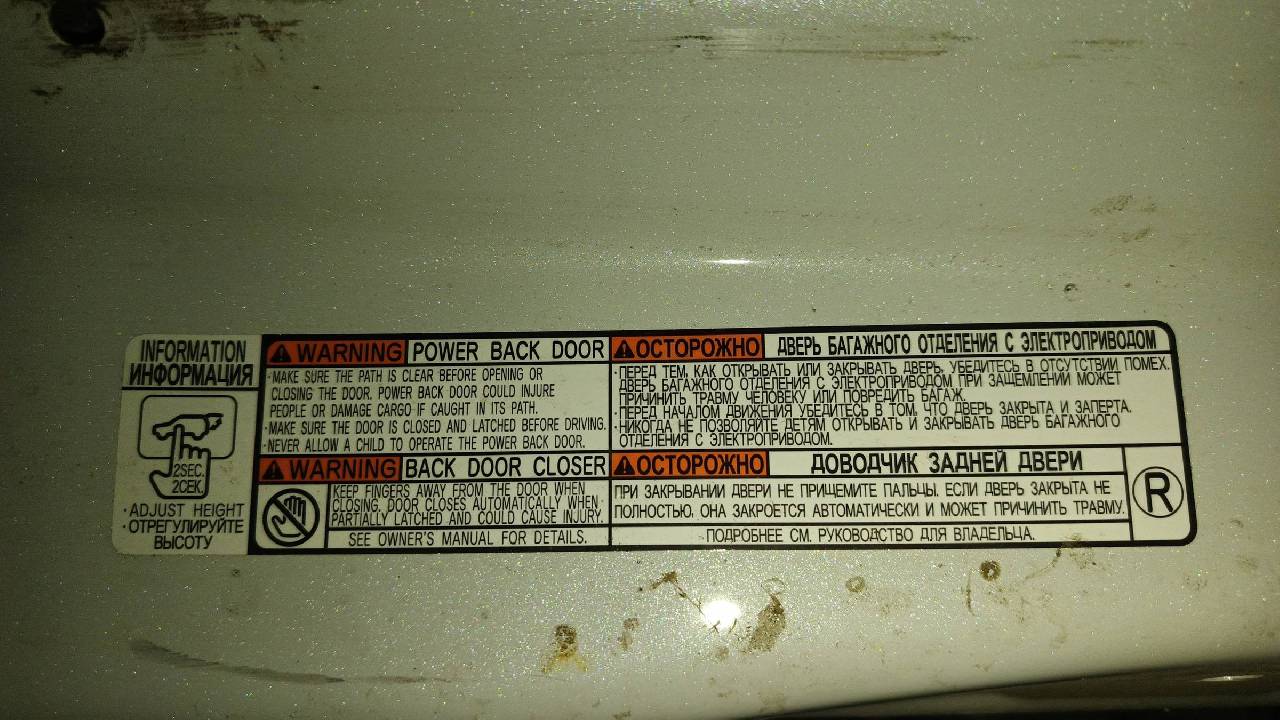 INFORMATION
ИНФОРМАЦИЯ
2SEC.
2СЕК.
· ADJUST HEIGHT
· ОТРЕГУЛИРУЙТЕ
ВЫСОТУ
WARNING POWER BACK DOOR
· MAKE SURE THE PATH IS CLEAR BEFORE OPENING OR
CLOSING THE DOOR. POWER BACK DOOR COULD INJURE
PEOPLE OR DAMAGE CARGO IF CAUGHT IN ITS PATH.
· MAKE SURE THE DOOR IS CLOSED AND LATCHED BEFORE DRIVING.
· NEVER ALLOW A CHILD TO OPERATE THE POWER BACK DOOR.
ОСТОРОЖНО ДВЕРЬ БАГАЖНОГО ОТДЕЛЕНИЯ С ЭЛЕКТРОПРИВОДОМ
· ПЕРЕД ТЕМ, КАК ОТКРЫВАТЬ ИЛИ ЗАКРЫВАТЬ ДВЕРЬ, УБЕДИТЕСЬ В ОТСУТСТВИИ ПОМЕХ.
ДВЕРЬ БАГАЖНОГО ОТДЕЛЕНИЯ С ЭЛЕКТРОПРИВОДОМ ПРИ ЗАЩЕМЛЕНИИ МОЖЕТ
ПРИЧИНИТЬ ТРАВМУ ЧЕЛОВЕКУ ИЛИ ПОВРЕДИТЬ БАГАЖ.
· ПЕРЕД НАЧАЛОМ ДВИЖЕНИЯ УБЕДИТЕСЬ В ТОМ, ЧТО ДВЕРЬ ЗАКРЫТА И ЗАПЕРТА.
· НИКОГДА НЕ ПОЗВОЛЯЙТЕ ДЕТЯМ ОТКРЫВАТЬ И ЗАКРЫВАТЬ ДВЕРЬ БАГАЖНОГО
ОТДЕЛЕНИЯ С ЭЛЕКТРОПРИВОДОМ.
WARNING BACK DOOR CLOSER
KEEP FINGERS AWAY FROM THE DOOR WHEN
CLOSING. DOOR CLOSES AUTOMATICALLY WHEN
PARTIALLY LATCHED AND COULD CAUSE INJURY.
SEE OWNER'S MANUAL FOR DETAILS.
ОСТОРОЖНО ДОВОДЧИК ЗАДНЕЙ ДВЕРИ
ПРИ ЗАКРЫВАНИИ ДВЕРИ НЕ ПРИЩЕМИТЕ ПАЛЬЦЫ. ЕСЛИ ДВЕРЬ ЗАКРЫТА НЕ
ПОЛНОСТЬЮ, ОНА ЗАКРОЕТСЯ АВТОМАТИЧЕСКИ И МОЖЕТ ПРИЧИНИТЬ ТРАВМУ.
ПОДРОБНЕЕ СМ. РУКОВОДСТВО ДЛЯ ВЛАДЕЛЬЦА.
R